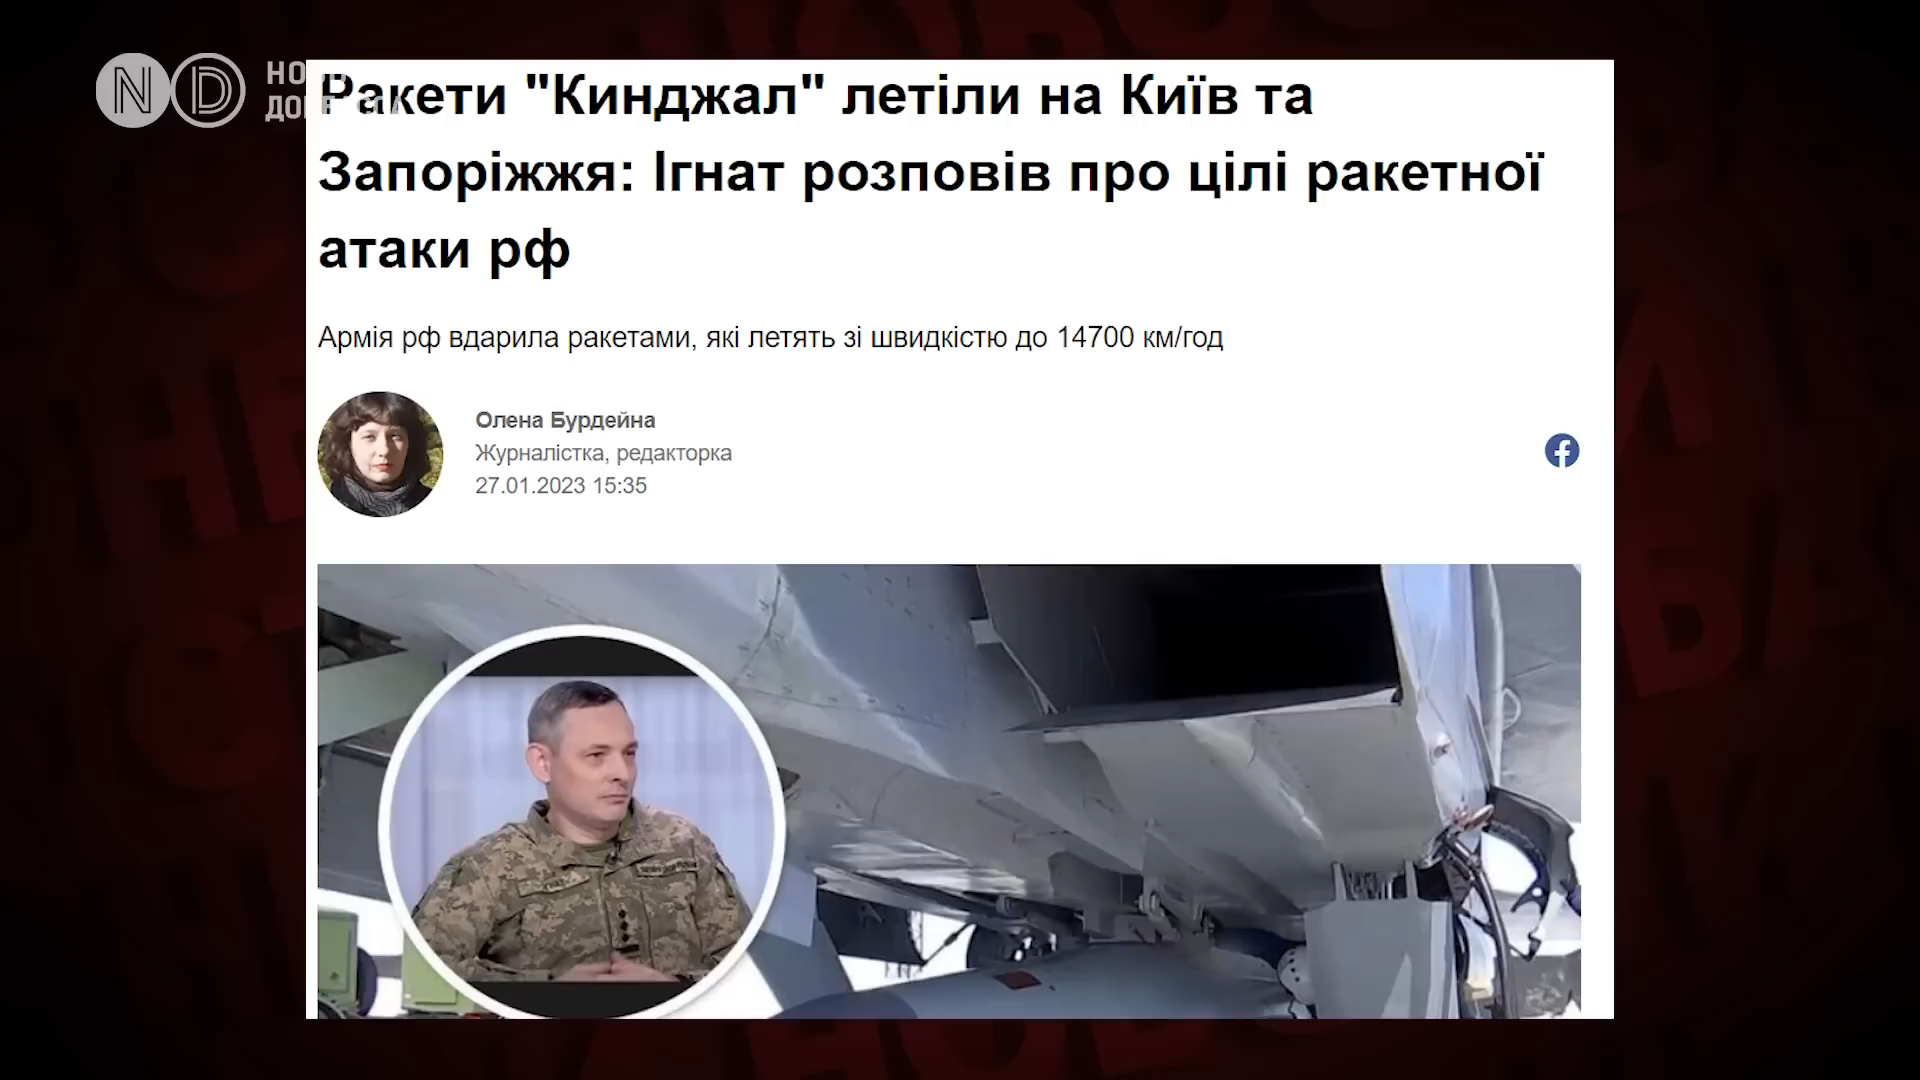 ND
Ракети "Кинджал" летіли на Київ та
Запоріжжя: Ігнат розповів про цілі ракетної
атаки рф
Армія рф вдарила ракетами, які летять зі швидкістю до 14700 км/год
Олена Бурдейна
Журналістка, редакторка
27.01.2023 15:35